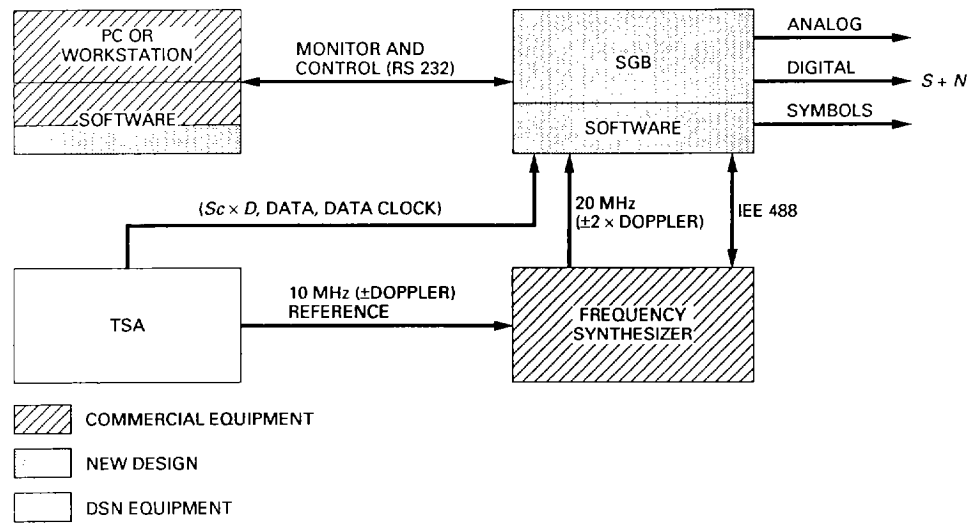 PC OR
WORKSTATION
SOFTWARE
MONITOR AND
CONTROL (RS 232)
SGB
SOFTWARE
ANALOG
DIGITAL
S + N
SYMBOLS
(Sc × D, DATA, DATA CLOCK)
20 MHz
(±2 × DOPPLER)
IEE 488
TSA
10 MHz (±DOPPLER)
REFERENCE
FREQUENCY
SYNTHESIZER
COMMERCIAL EQUIPMENT
NEW DESIGN
DSN EQUIPMENT